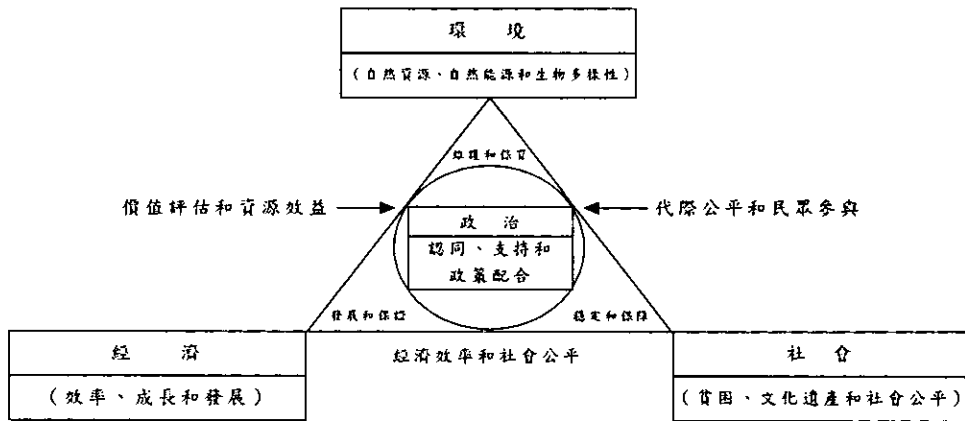 環 境
(自然資源、自然能源和生物多樣性)
維護和保育
價值評估和資源效益
代際公平和民眾參與
政 治
認同、支持和
政策配合
發展和保證
穩定和保障
經 濟
經濟效率和社會公平
社 會
(效率、成長和發展)
(貧困、文化遺產和社會公平)